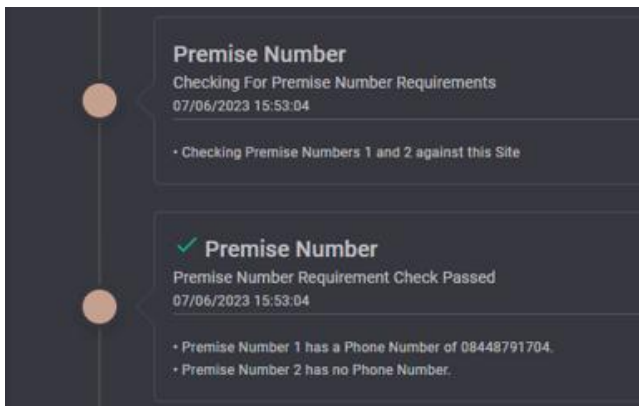 Premise Number
Checking For Premise Number Requirements
07/06/2023 15:53:04
• Checking Premise Numbers 1 and 2 against this Site
Premise Number
Premise Number Requirement Check Passed
07/06/2023 15:53:04
• Premise Number 1 has a Phone Number of 08448791704.
• Premise Number 2 has no Phone Number.